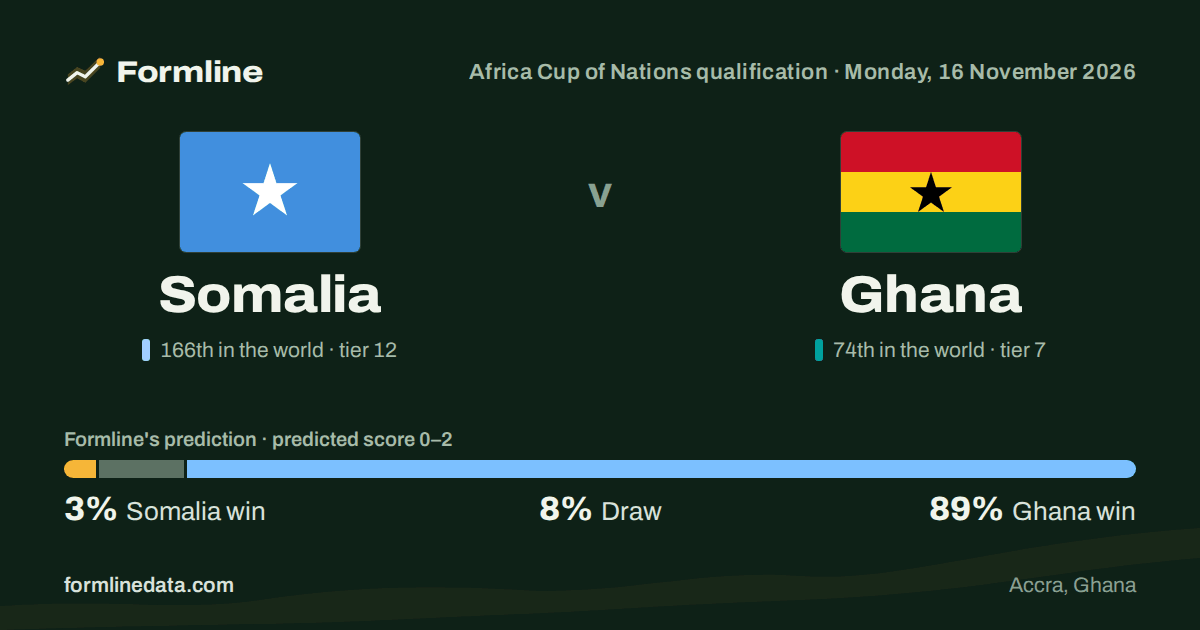 Formline
Africa Cup of Nations qualification · Monday, 16 November 2026
v
Somalia
Ghana
166th in the world · tier 12
74th in the world · tier 7
Formline's prediction · predicted score 0–2
3% Somalia win
8% Draw
89% Ghana win
formlinedata.com
Accra, Ghana